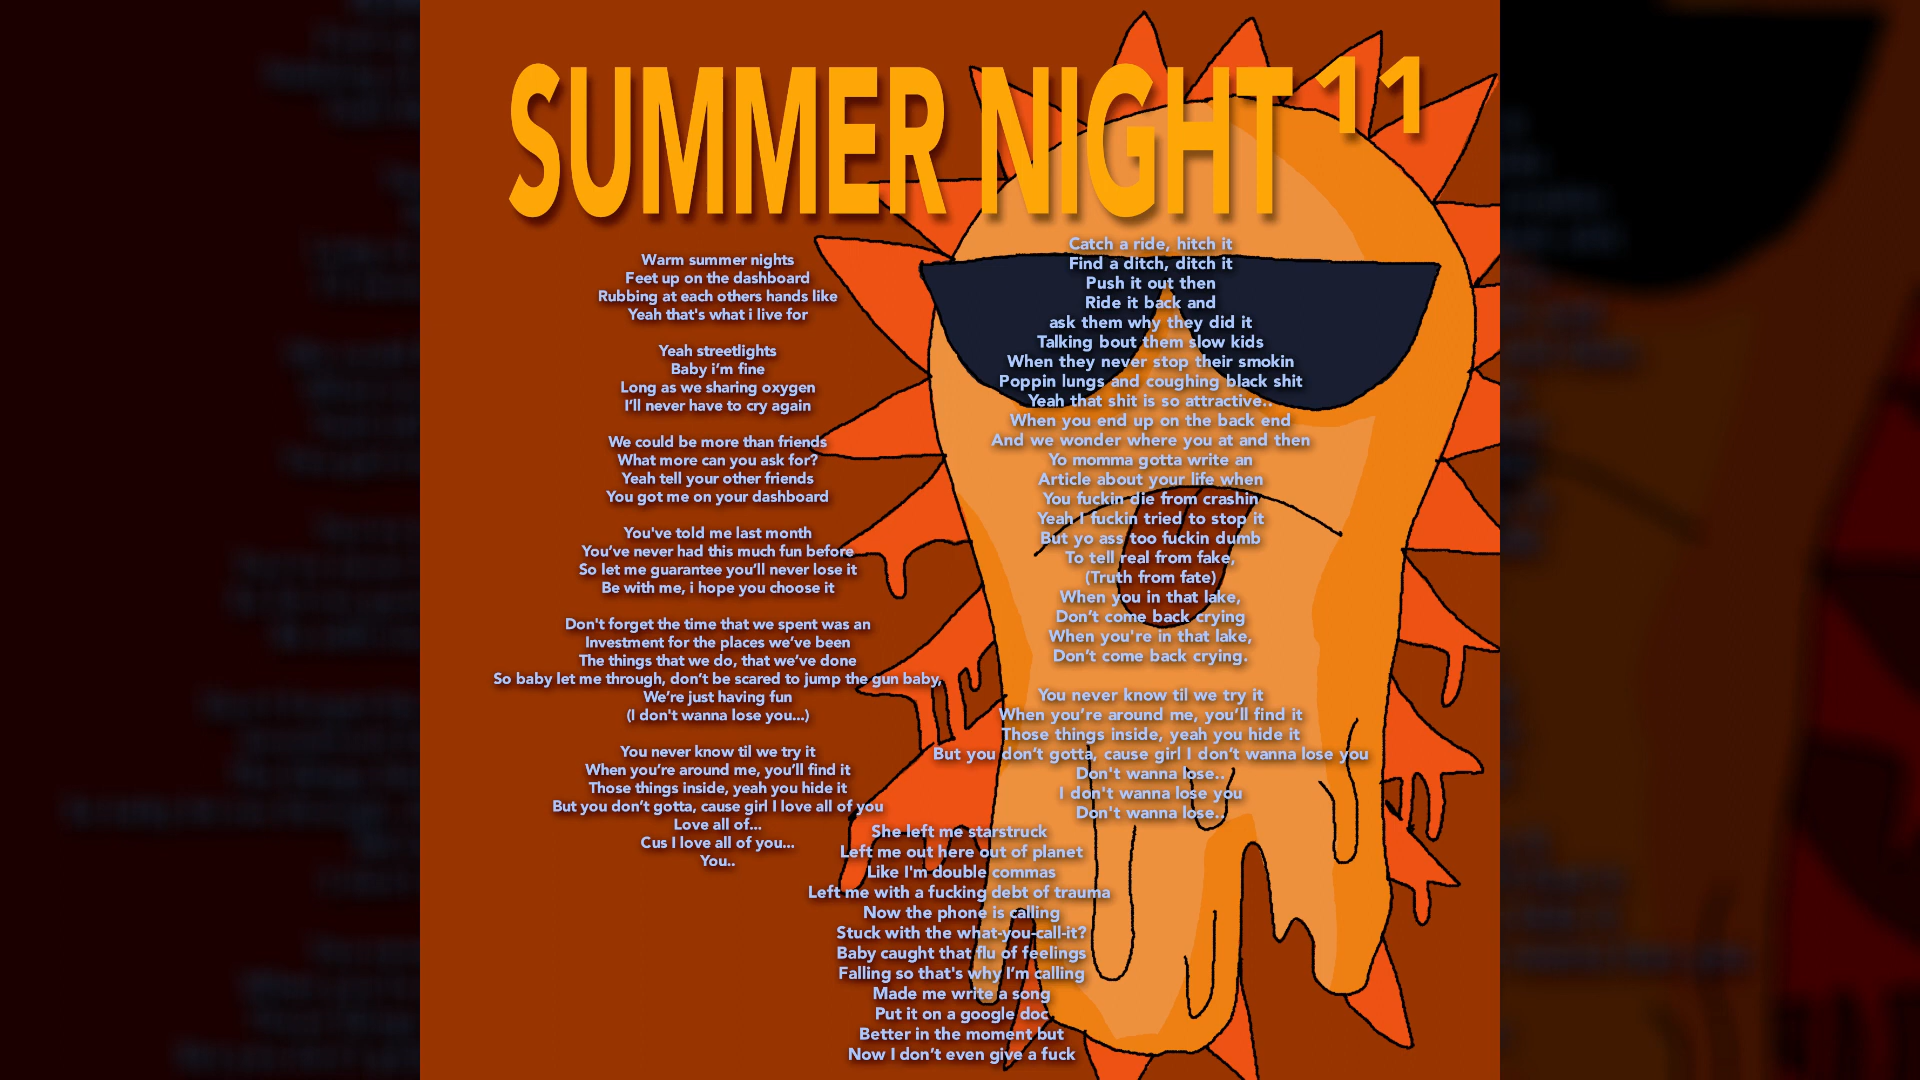 SUMMER NIGHT 11
Warm summer nights
Feet up on the dashboard
Rubbing at each others hands like
Yeah that's what i live for
Yeah streetlights
Baby i'm fine
Long as we sharing oxygen
I'll never have to cry again
We could be more than friends
What more can you ask for?
Yeah tell your other friends
You got me on your dashboard
You've told me last month
You've never had this much fun before
So let me guarantee you'll never lose it
Be with me, i hope you choose it
Don't forget the time that we spent was an
Investment for the places we've been
The things that we do, that we've done
So baby let me through, don't be scared to jump the gun baby,
We're just having fun
(I don't wanna lose you...)
You never know til we try it
When you're around me, you'll find it
Those things inside, yeah you hide it
But you don't gotta, cause girl I love all of you
Love all of...
Cus I love all of you...
You..
Catch a ride, hitch it
Find a ditch, ditch it
Push it out then
Ride it back and
ask them why they did it
Talking bout them slow kids
When they never stop their smokin
Poppin lungs and coughing black shit
Yeah that shit is so attractive..
When you end up on the back end
And we wonder where you at and then
Yo momma gotta write an
Article about your life when
You fuckin die from crashin
Yeah I fuckin tried to stop it
But yo ass too fuckin dumb
To tell real from fake,
(Truth from fate)
When you in that lake,
Don't come back crying
When you're in that lake,
Don't come back crying.
You never know til we try it
When you're around me, you'll find it
Those things inside, yeah you hide it
But you don't gotta, cause girl I don't wanna lose you
Don't wanna lose..
I don't wanna lose you
Don't wanna lose..
She left me starstruck
Left me out here out of planet
Like I'm double commas
Left me with a fucking debt of trauma
Now the phone is calling
Stuck with the what-you-call-it?
Baby caught that flu of feelings
Falling so that's why I'm calling
Made me write a song
Put it on a google doc
Better in the moment but
Now I don't even give a fuck